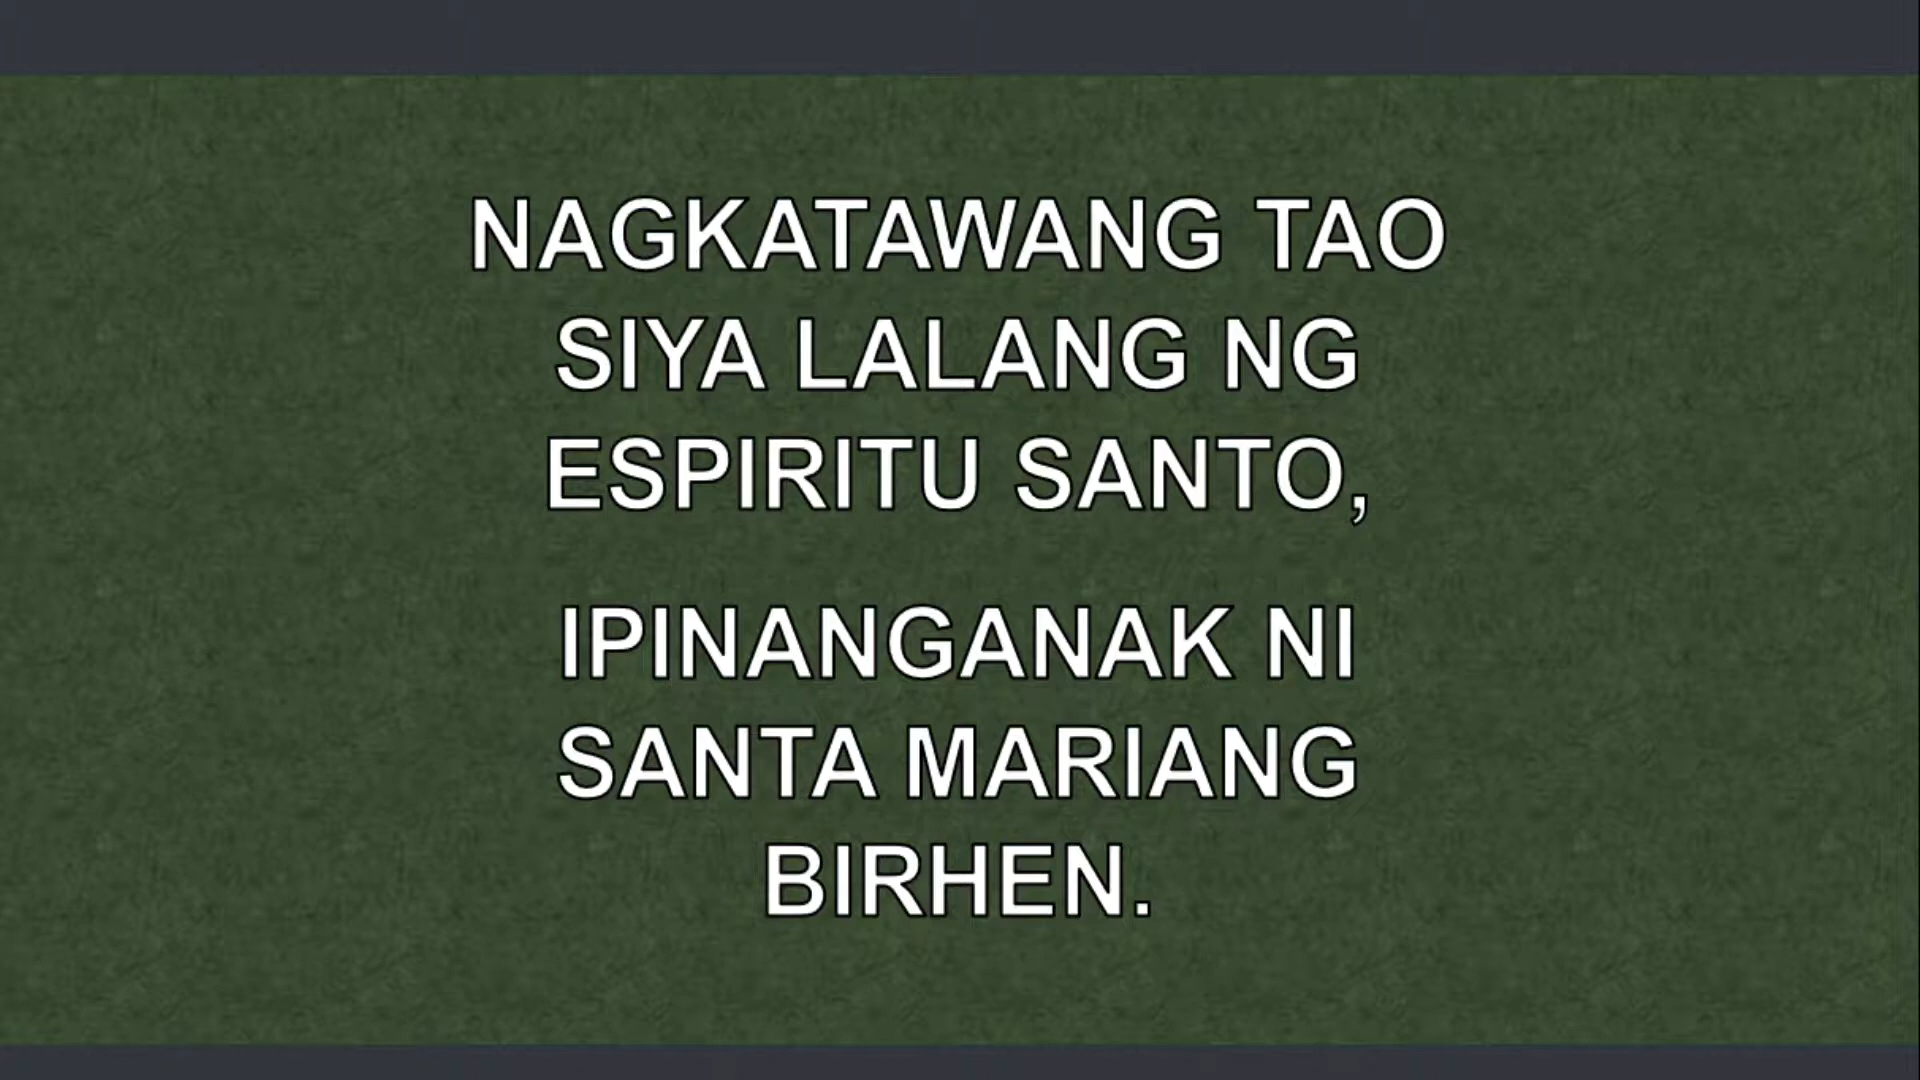 NAGKATAWANG TAO
SIYA LALANG NG
ESPIRITU SANTO,
IPINANGANAK NI
SANTA MARIANG
BIRHEN.